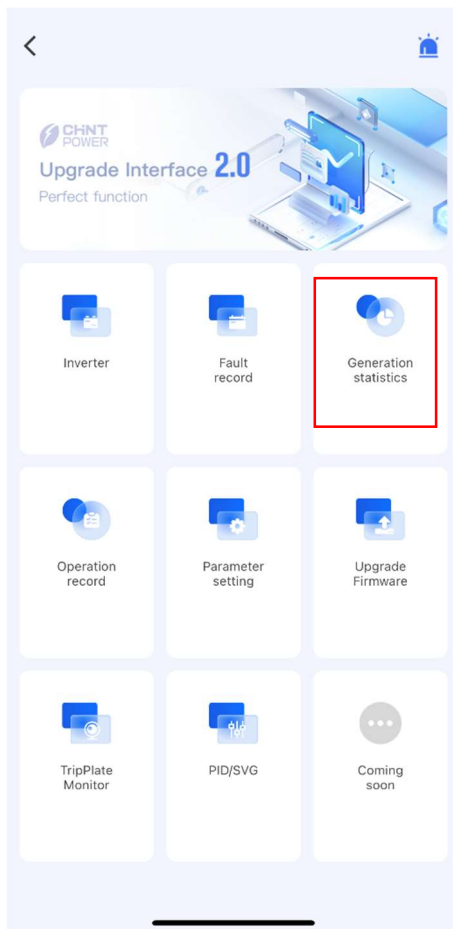 CHINT
POWER
Upgrade Interface 2.0
Perfect function
Inverter
Fault
record
Generation
statistics
Operation
record
Parameter
setting
Upgrade
Firmware
TripPlate
Monitor
PID/SVG
Coming
soon